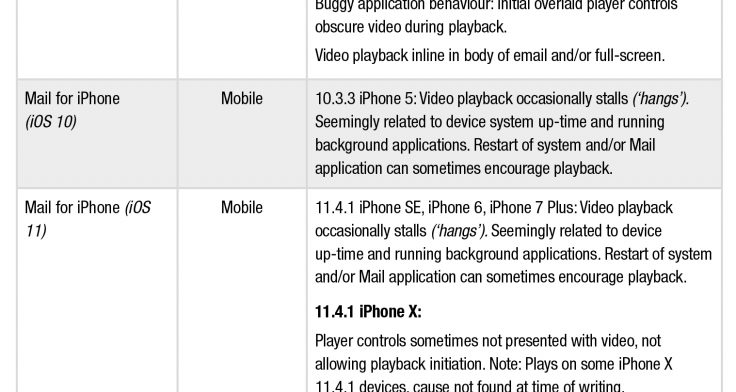 Buggy application behaviour: Initial overlaid player controls
obscure video during playback.
Video playback inline in body of email and/or full-screen.
Mail for iPhone
(iOS 10)
Mobile
10.3.3 iPhone 5: Video playback occasionally stalls (‘hangs’).
Seemingly related to device system up-time and running
background applications. Restart of system and/or Mail
application can sometimes encourage playback.
Mail for iPhone (iOS
11)
Mobile
11.4.1 iPhone SE, iPhone 6, iPhone 7 Plus: Video playback
occasionally stalls (‘hangs’). Seemingly related to device
up-time and running background applications. Restart of system
and/or Mail application can sometimes encourage playback.
11.4.1 iPhone X:
Player controls sometimes not presented with video, not
allowing playback initiation. Note: Plays on some iPhone X
11.4.1 devices, cause not found at time of writing.